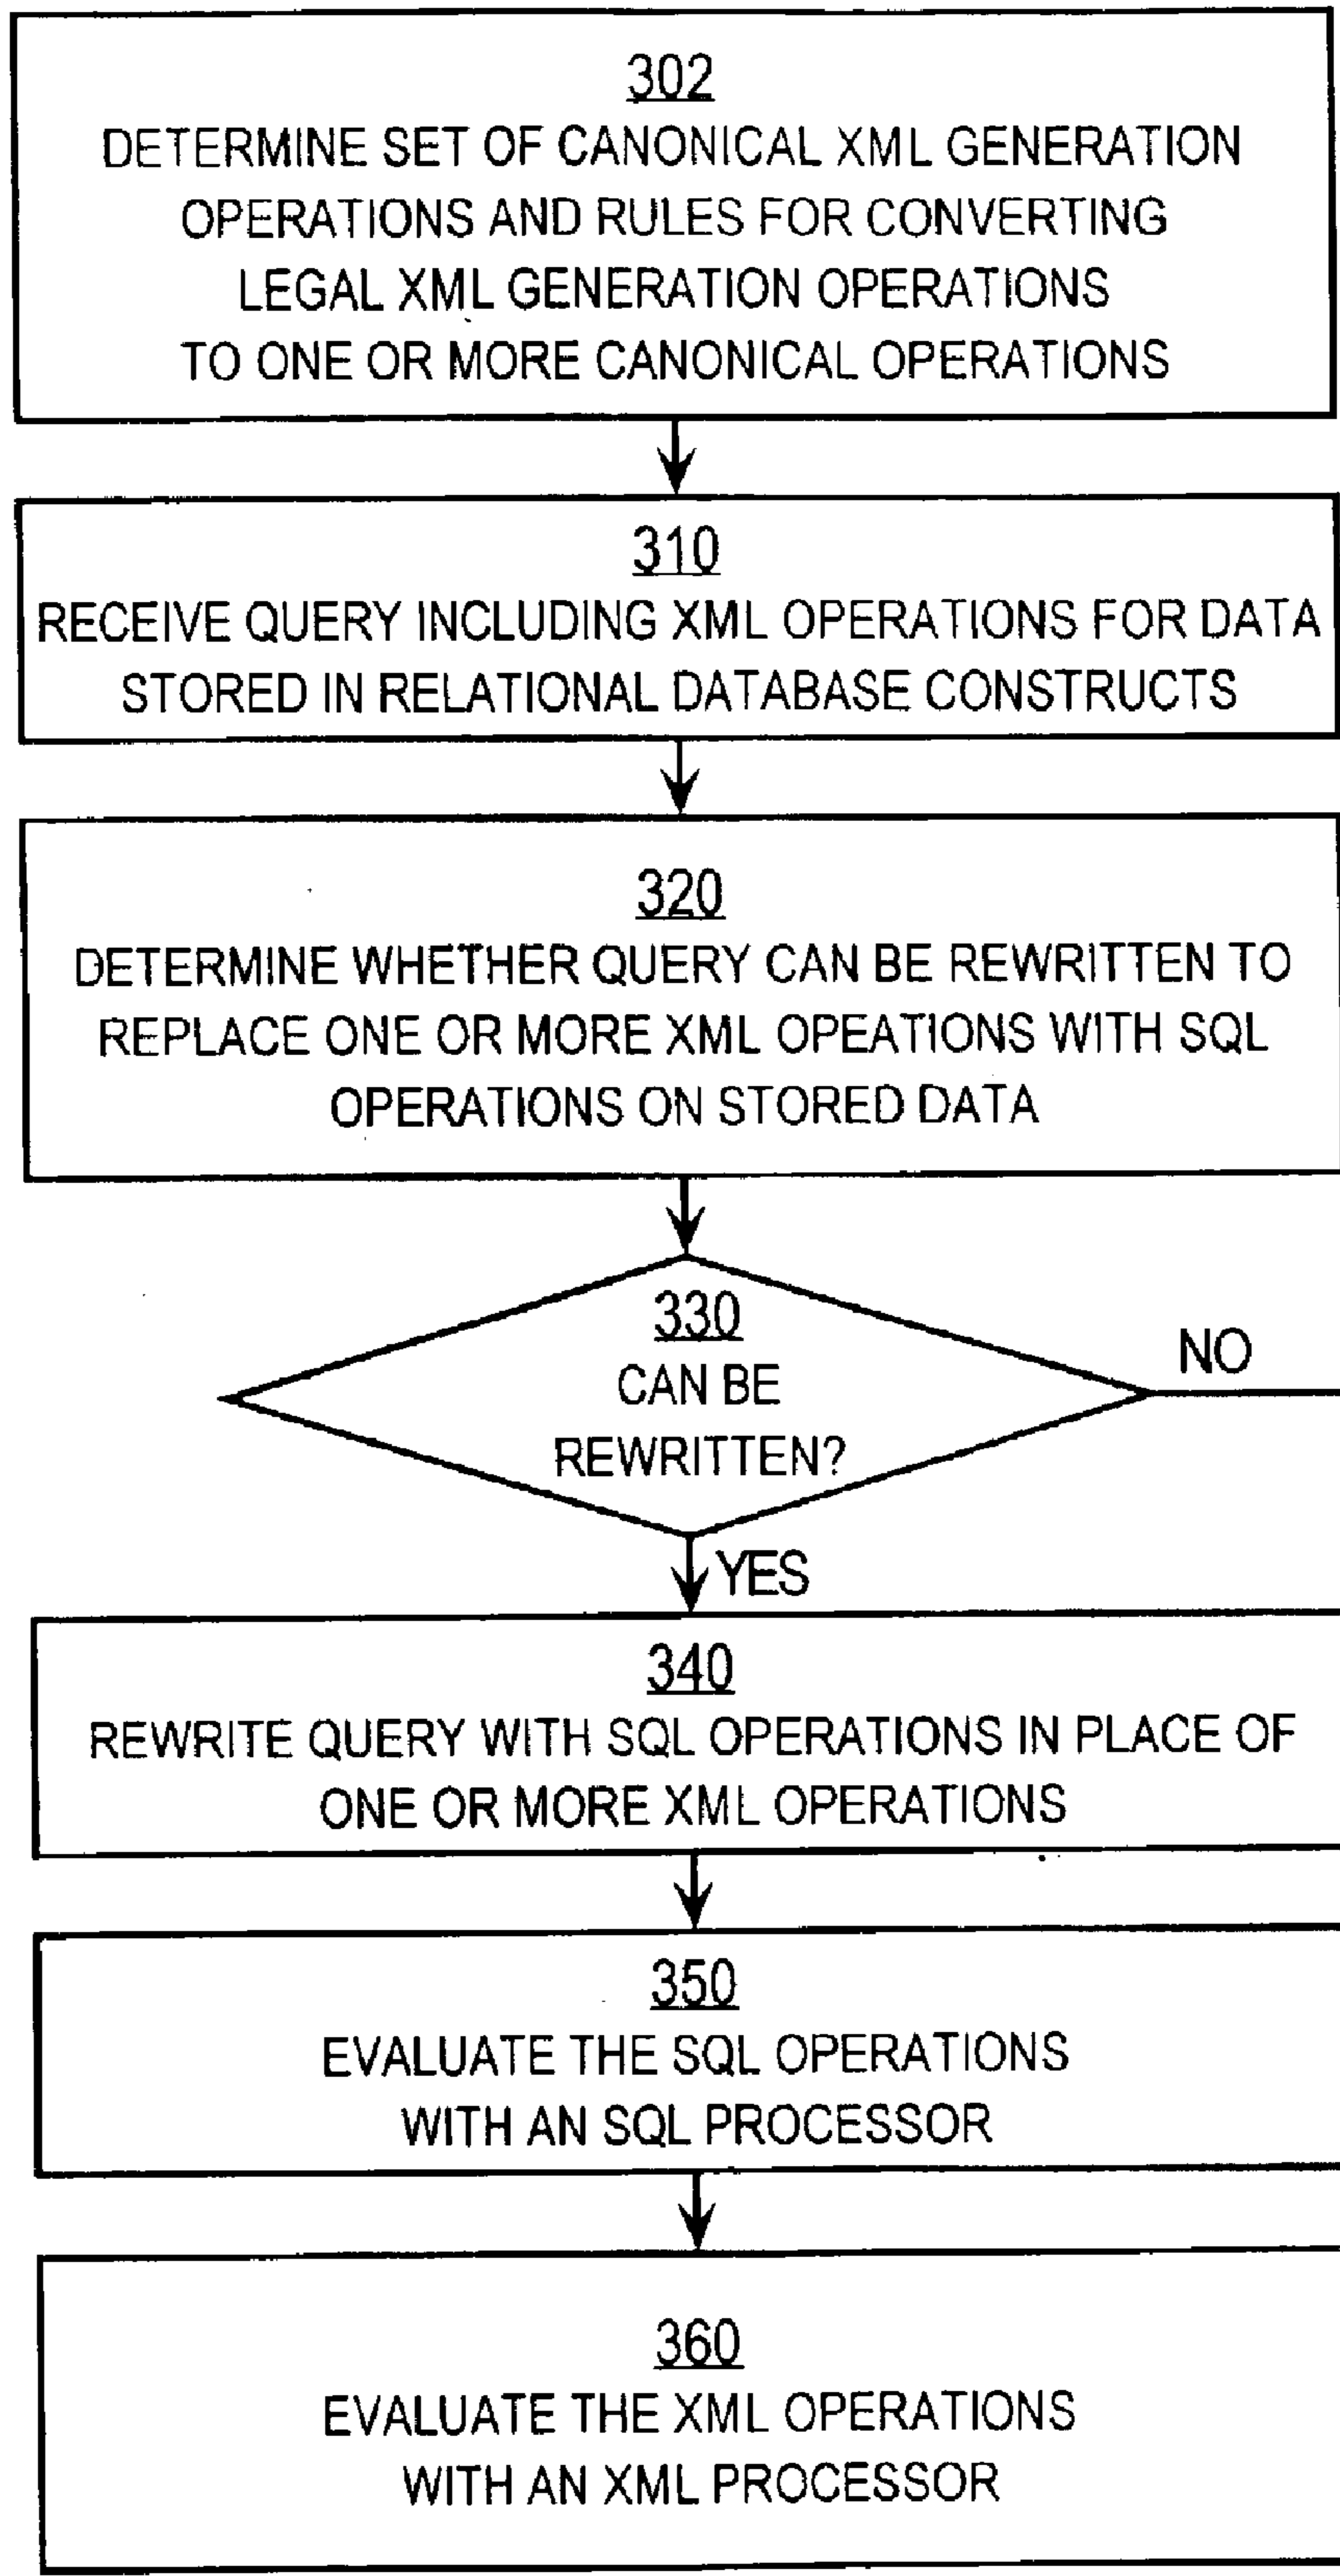 302
DETERMINE SET OF CANONICAL XML GENERATION
OPERATIONS AND RULES FOR CONVERTING
LEGAL XML GENERATION OPERATIONS
TO ONE OR MORE CANONICAL OPERATIONS
310
RECEIVE QUERY INCLUDING XML OPERATIONS FOR DATA
STORED IN RELATIONAL DATABASE CONSTRUCTS
320
DETERMINE WHETHER QUERY CAN BE REWRITTEN TO
REPLACE ONE OR MORE XML OPEATIONS WITH SQL
OPERATIONS ON STORED DATA
330
CAN BE
REWRITTEN?
NO
YES
340
REWRITE QUERY WITH SQL OPERATIONS IN PLACE OF
ONE OR MORE XML OPERATIONS
350
EVALUATE THE SQL OPERATIONS
WITH AN SQL PROCESSOR
360
EVALUATE THE XML OPERATIONS
WITH AN XML PROCESSOR